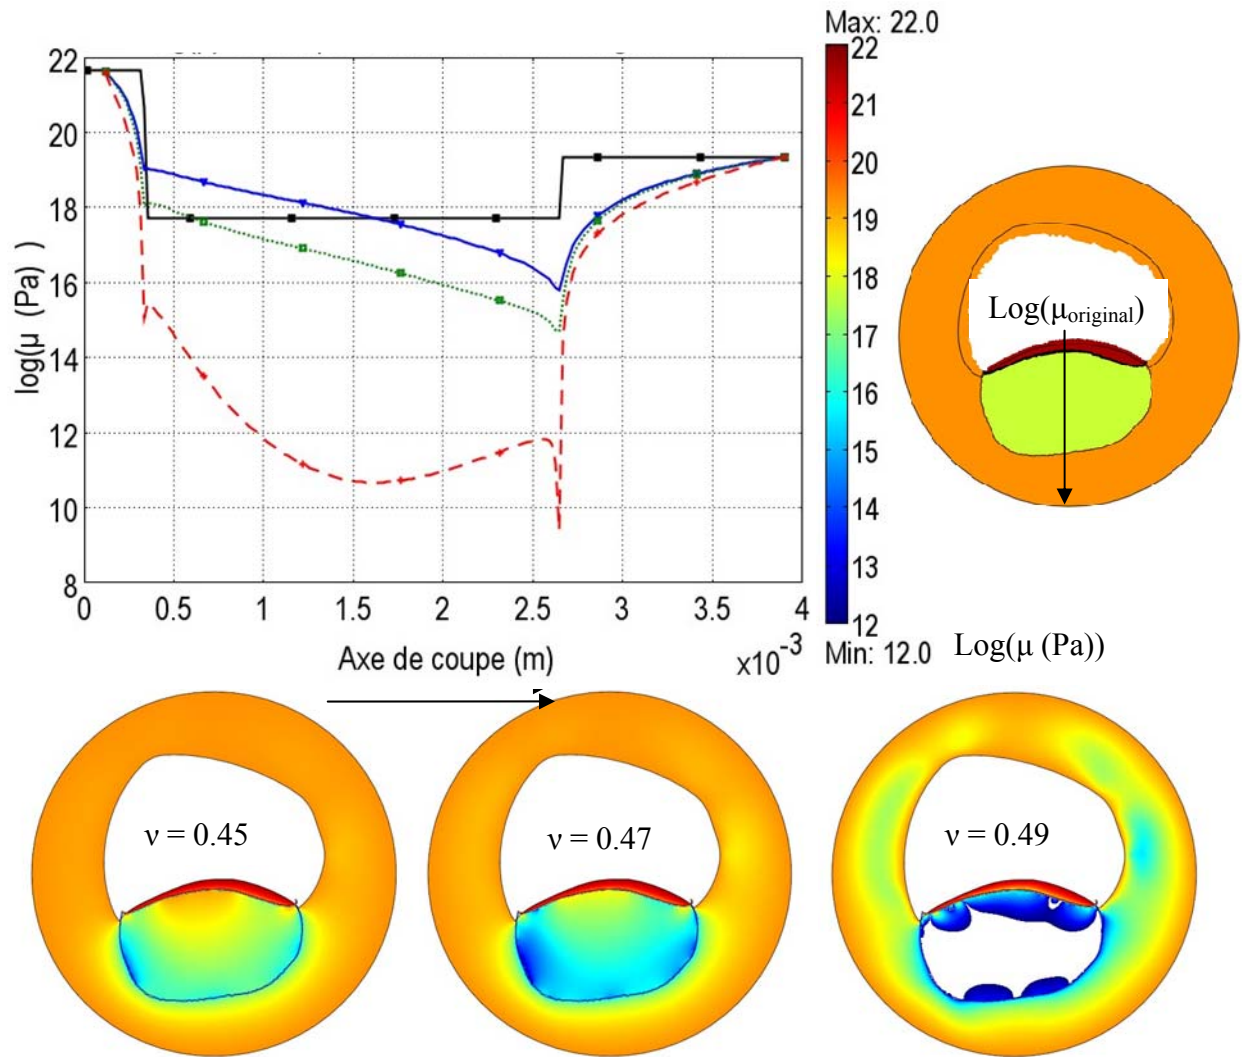 Max: 22.0
22
20
18
16
14
12
10
8
log(μ (Pa) )
0 0.5 1 1.5 2 2.5 3 3.5 4
x10⁻³
Axe de coupe (m)
22
21
20
19
18
17
16
15
14
13
12
Min: 12.0
Log(μoriginal)
Log(μ (Pa))
ν = 0.45
ν = 0.47
ν = 0.49